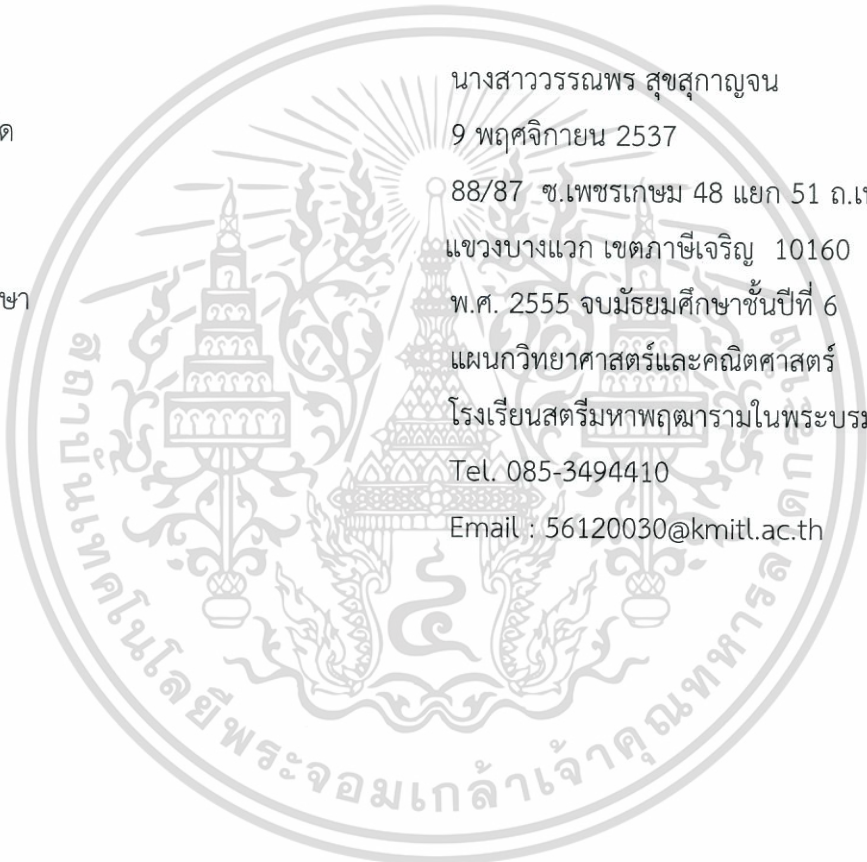 นางสาววรรณพร สุขสุกาญจน
ด
9 พฤศจิกายน 2537
88/87 ซ.เพชรเกษม 48 แยก 51 ถ.เพ
แขวงบางแวก เขตภาษีเจริญ 10160
ษา
พ.ศ. 2555 จบมัธยมศึกษาชั้นปีที่ 6
แผนกวิทยาศาสตร์และคณิตศาสตร์
โรงเรียนสตรีมหาพฤฒารามในพระบรม
Tel. 085-3494410
Email : 56120030@kmitl.ac.th
สถาบันเทคโนโลยีพระจอมเกล้าเจ้าคุณทหารลาดกระบัง